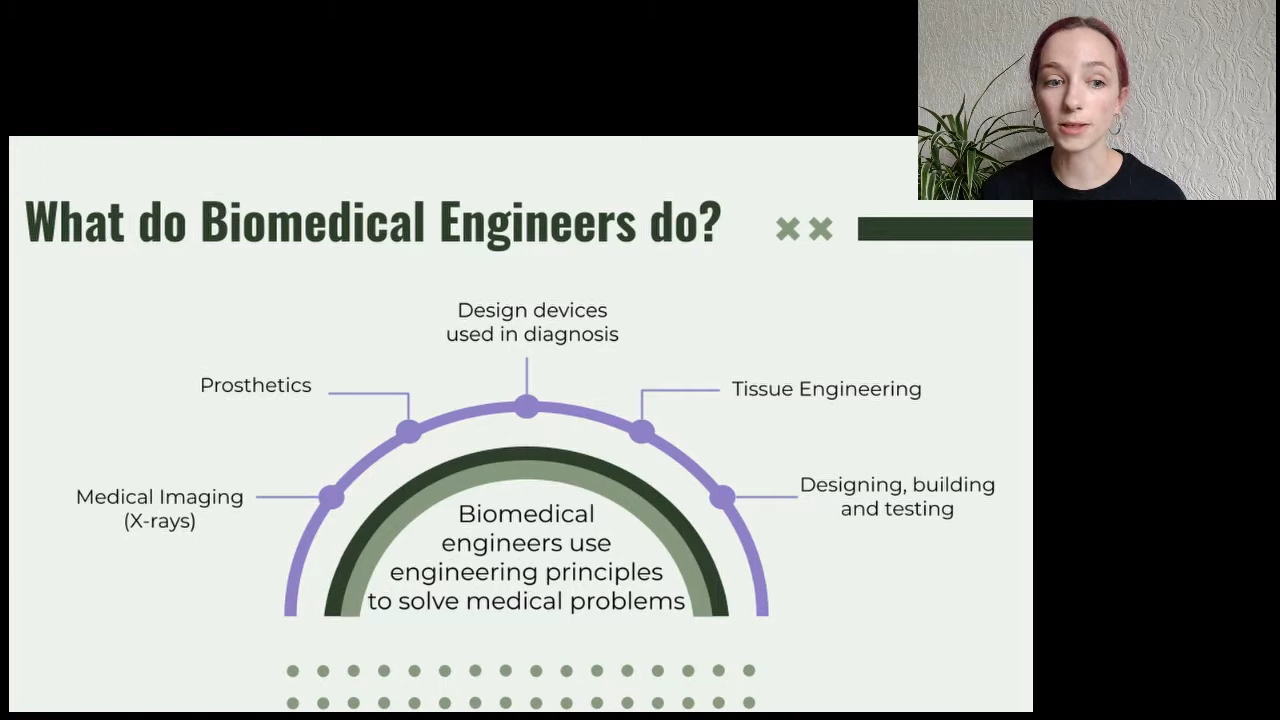 What do Biomedical Engineers do?
Design devices
used in diagnosis
Prosthetics
Tissue Engineering
Medical Imaging
(X-rays)
Designing, building
and testing
Biomedical
engineers use
engineering principles
to solve medical problems